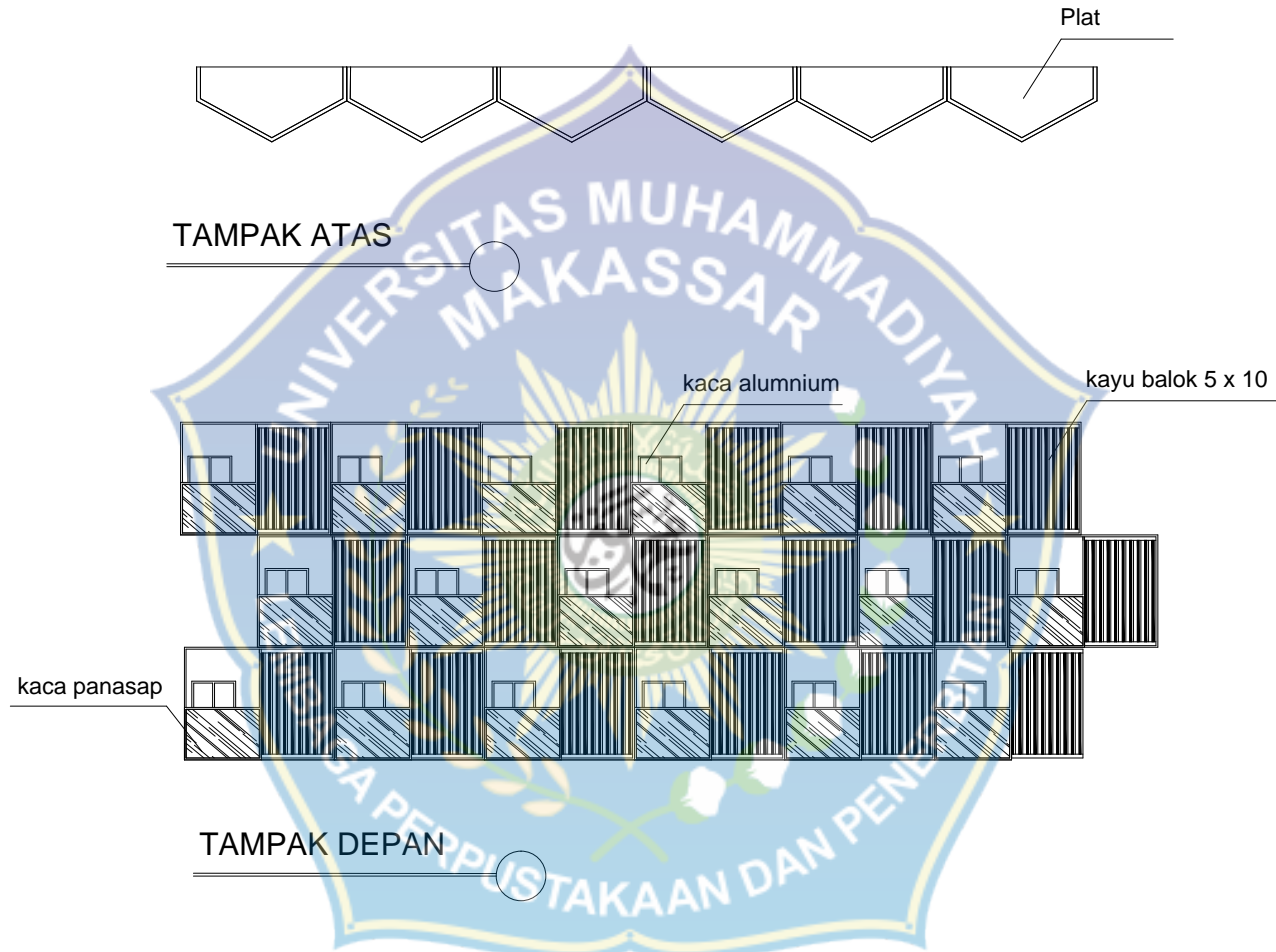 Plat
TAMPAK ATAS
UNIVERSITAS MUHAMMADIYAH
MAKASSAR
kaca alumnium
kayu balok 5 x 10
kaca panasap
TAMPAK DEPAN
LEMBAGA PERPUSTAKAAN DAN PENERBITAN